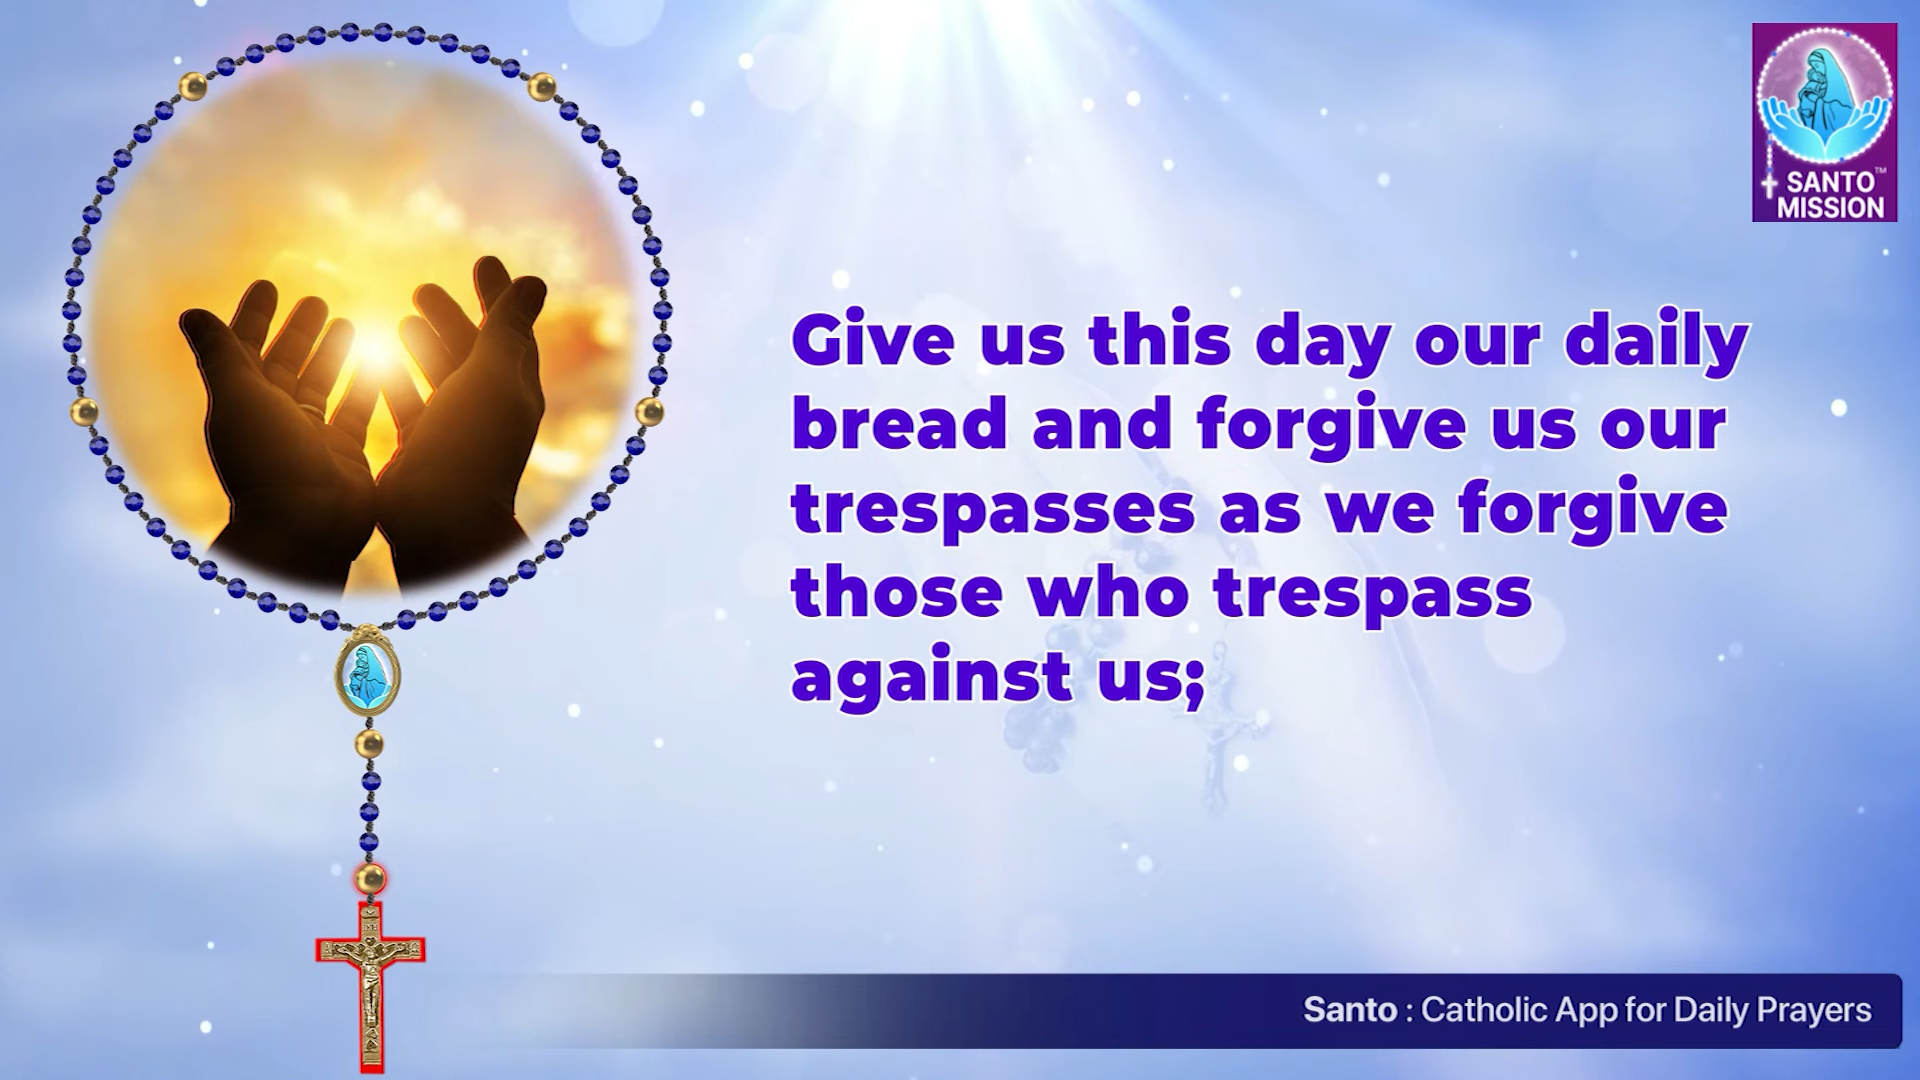 SANTO™
MISSION
Give us this day our daily
bread and forgive us our
trespasses as we forgive
those who trespass
against us;
Santo : Catholic App for Daily Prayers